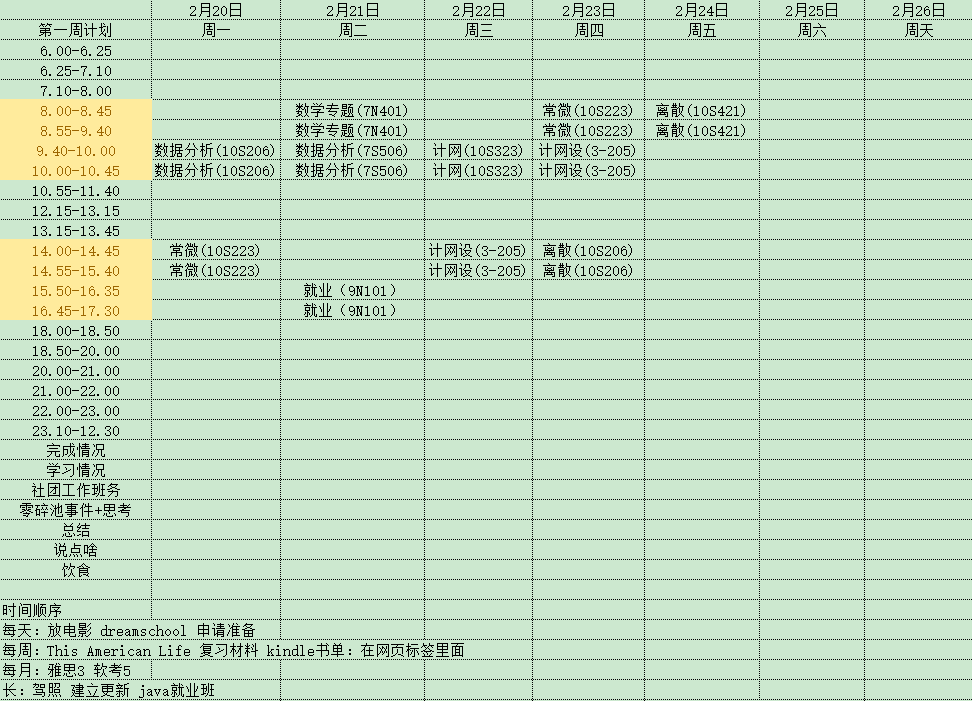 2月20日 2月21日 2月22日 2月23日 2月24日 2月25日 2月26日
第一周计划 周一 周二 周三 周四 周五 周六 周天
6.00-6.25
6.25-7.10
7.10-8.00
8.00-8.45 数学专题(7N401) 常微(10S223) 离散(10S421)
8.55-9.40 数学专题(7N401) 常微(10S223) 离散(10S421)
9.40-10.00 数据分析(10S206) 数据分析(7S506) 计网(10S323) 计网设(3-205)
10.00-10.45 数据分析(10S206) 数据分析(7S506) 计网(10S323) 计网设(3-205)
10.55-11.40
12.15-13.15
13.15-13.45
14.00-14.45 常微(10S223) 计网设(3-205) 离散(10S206)
14.55-15.40 常微(10S223) 计网设(3-205) 离散(10S206)
15.50-16.35 就业（9N101）
16.45-17.30 就业（9N101）
18.00-18.50
18.50-20.00
20.00-21.00
21.00-22.00
22.00-23.00
23.10-12.30
完成情况
学习情况
社团工作班务
零碎池事件+思考
总结
说点啥
饮食
时间顺序
每天：放电影 dreamschool 申请准备
每周：This American Life 复习材料 kindle书单：在网页标签里面
每月：雅思3 软考5
长：驾照 建立更新 java就业班